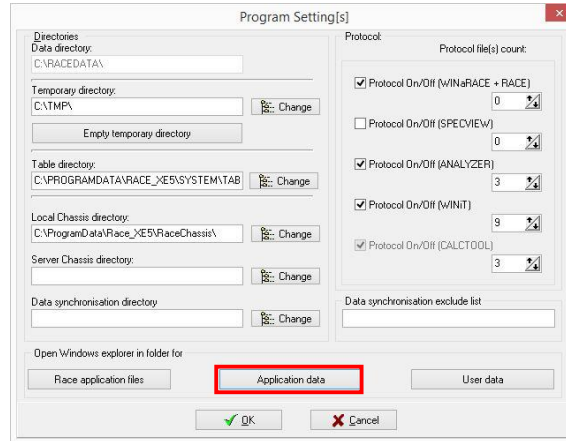 Program Setting[s]
Directories
Data directory:
C:\RACEDATA\
Temporary directory:
C:\TMP\
Change
Empty temporary directory
Table directory:
C:\PROGRAMDATA\RACE_XE5\SYSTEM\TAB
Change
Local Chassis directory:
C:\ProgramData\Race_XE5\RaceChassis\
Change
Server Chassis directory:
Change
Data synchronisation directory
Change
Protocol:
Protocol file(s) count:
Protocol On/Off (WINaRACE + RACE)
0
Protocol On/Off (SPECVIEW)
0
Protocol On/Off (ANALYZER)
3
Protocol On/Off (WINiT)
9
Protocol On/Off (CALCTOOL)
3
Data synchronisation exclude list
Open Windows explorer in folder for
Race application files
Application data
User data
OK
Cancel